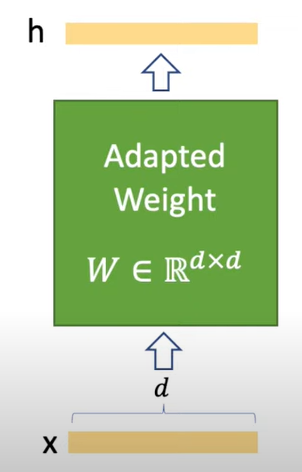 h
Adapted
Weight
W ∈ ℝ^{d×d}
d
x